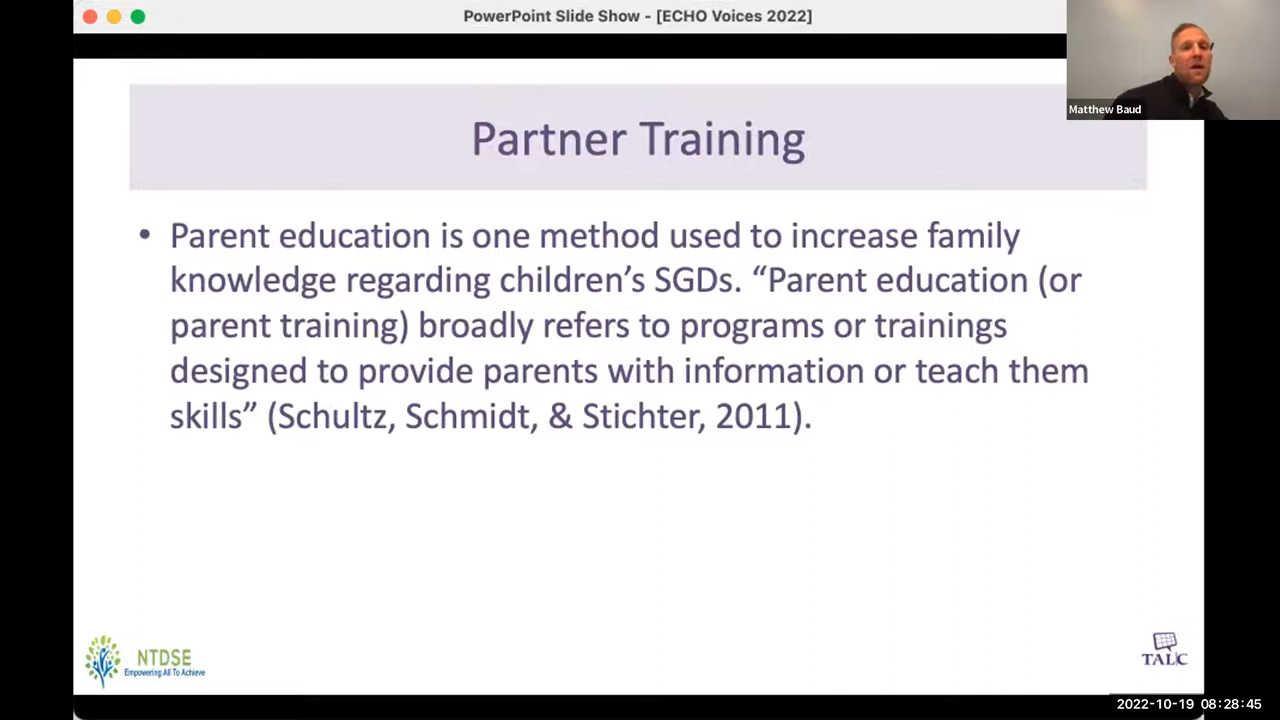 PowerPoint Slide Show - [ECHO Voices 2022]
Matthew Baud
Partner Training
• Parent education is one method used to increase family
knowledge regarding children’s SGDs. “Parent education (or
parent training) broadly refers to programs or trainings
designed to provide parents with information or teach them
skills” (Schultz, Schmidt, & Stichter, 2011).
NTDSE
Empowering All To Achieve
TALC
2022-10-19 08:28:45